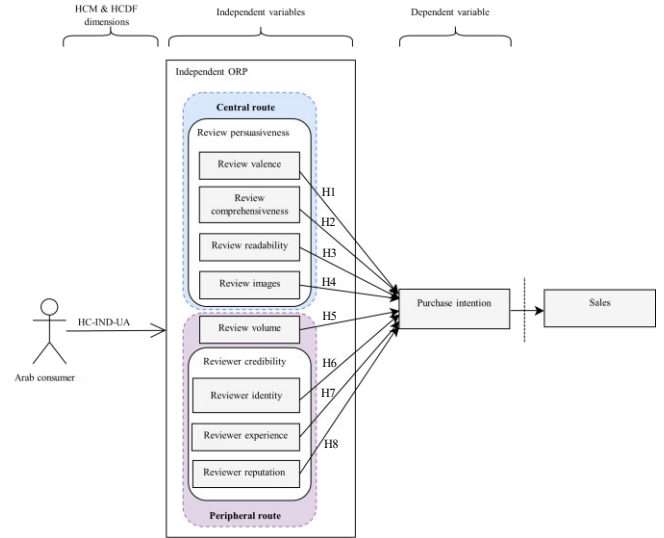 HCM & HCDF
dimensions
Independent variables
Dependent variable
Independent ORP
Central route
Review persuasiveness
Review valence
Review
comprehensiveness
Review readability
Review images
H1
H2
H3
H4
H5
H6
H7
H8
Purchase intention
Sales
HC-IND-UA
Arab consumer
Review volume
Reviewer credibility
Reviewer identity
Reviewer experience
Reviewer reputation
Peripheral route